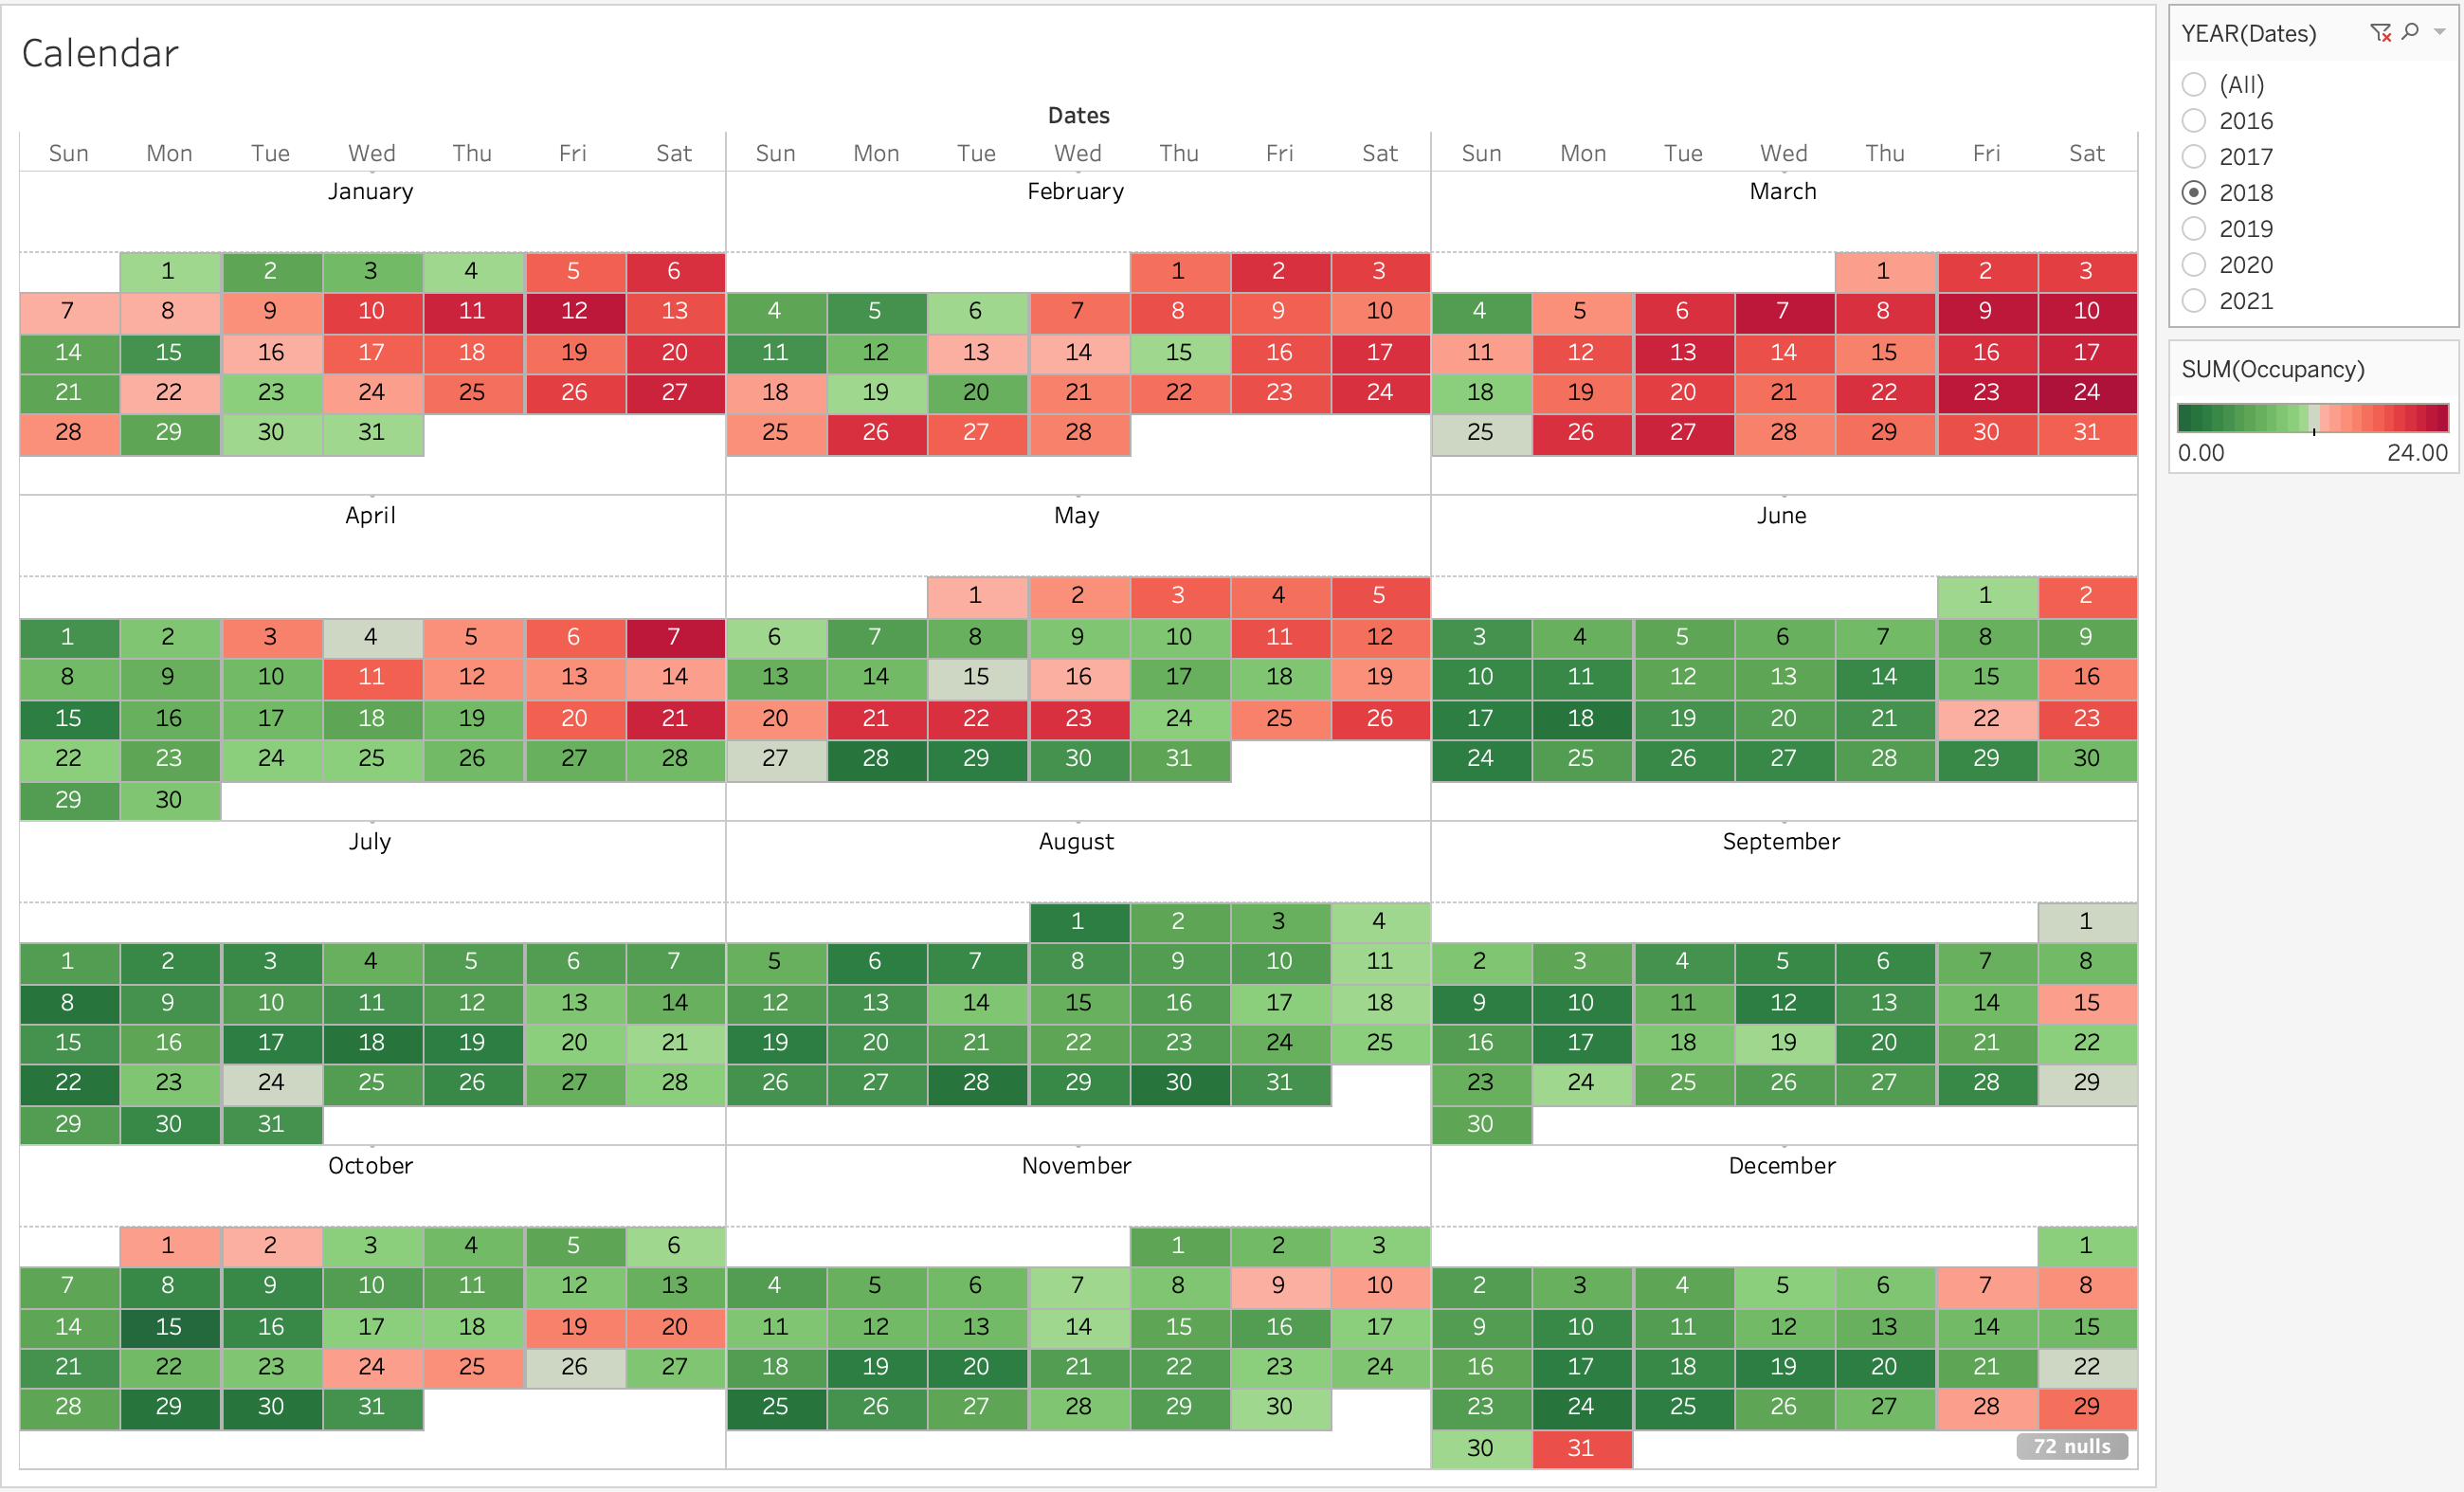 Calendar
Dates
Sun Mon Tue Wed Thu Fri Sat Sun Mon Tue Wed Thu Fri Sat Sun Mon Tue Wed Thu Fri Sat
January February March
1 2 3 4 5 6 1 2 3 1 2 3
7 8 9 10 11 12 13 4 5 6 7 8 9 10 4 5 6 7 8 9 10
14 15 16 17 18 19 20 11 12 13 14 15 16 17 11 12 13 14 15 16 17
21 22 23 24 25 26 27 18 19 20 21 22 23 24 18 19 20 21 22 23 24
28 29 30 31 25 26 27 28 25 26 27 28 29 30 31
April May June
1 2 3 4 5 1 2
1 2 3 4 5 6 7 6 7 8 9 10 11 12 3 4 5 6 7 8 9
8 9 10 11 12 13 14 13 14 15 16 17 18 19 10 11 12 13 14 15 16
15 16 17 18 19 20 21 20 21 22 23 24 25 26 17 18 19 20 21 22 23
22 23 24 25 26 27 28 27 28 29 30 31 24 25 26 27 28 29 30
29 30
July August September
1 2 3 4 1
1 2 3 4 5 6 7 5 6 7 8 9 10 11 2 3 4 5 6 7 8
8 9 10 11 12 13 14 12 13 14 15 16 17 18 9 10 11 12 13 14 15
15 16 17 18 19 20 21 19 20 21 22 23 24 25 16 17 18 19 20 21 22
22 23 24 25 26 27 28 26 27 28 29 30 31 23 24 25 26 27 28 29
29 30 31 30
October November December
1 2 3 4 5 6 1 2 3 1
7 8 9 10 11 12 13 4 5 6 7 8 9 10 2 3 4 5 6 7 8
14 15 16 17 18 19 20 11 12 13 14 15 16 17 9 10 11 12 13 14 15
21 22 23 24 25 26 27 18 19 20 21 22 23 24 16 17 18 19 20 21 22
28 29 30 31 25 26 27 28 29 30 23 24 25 26 27 28 29
30 31
72 nulls
YEAR(Dates)
(All)
2016
2017
2018
2019
2020
2021
SUM(Occupancy)
0.00 24.00